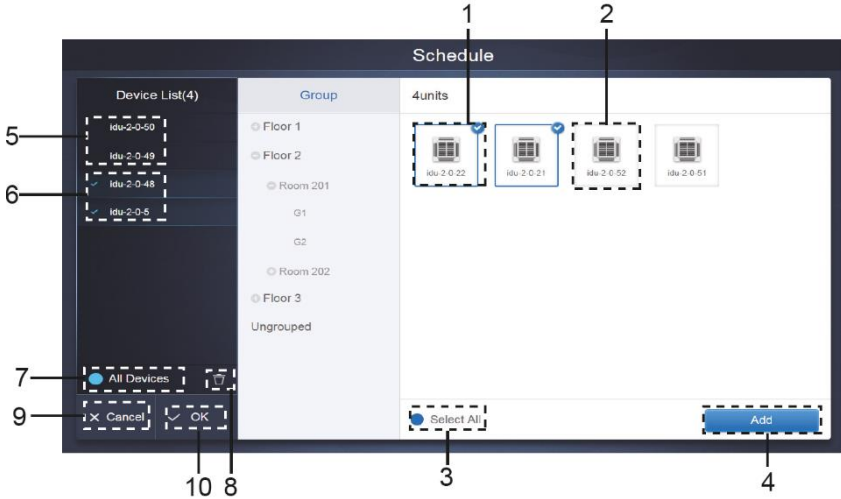 1
2
Schedule
Device List(4)
Group
4units
5
idu-2-0-50
idu-2-0-49
6
idu-2-0-48
idu-2-0-5
Floor 1
Floor 2
Room 201
G1
G2
Room 202
Floor 3
Ungrouped
idu-2-0-22
idu-2-0-21
idu-2-0-52
idu-2-0-51
7
All Devices
9
Cancel
OK
Select All
Add
10
8
3
4